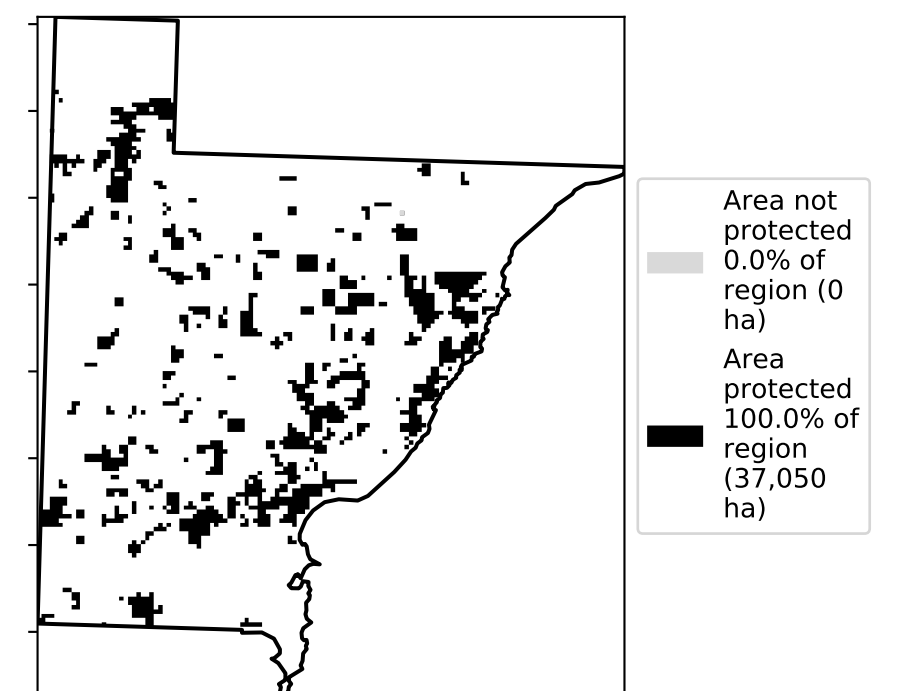 Area not
protected
0.0% of
region (0
ha)
Area
protected
100.0% of
region
(37,050
ha)